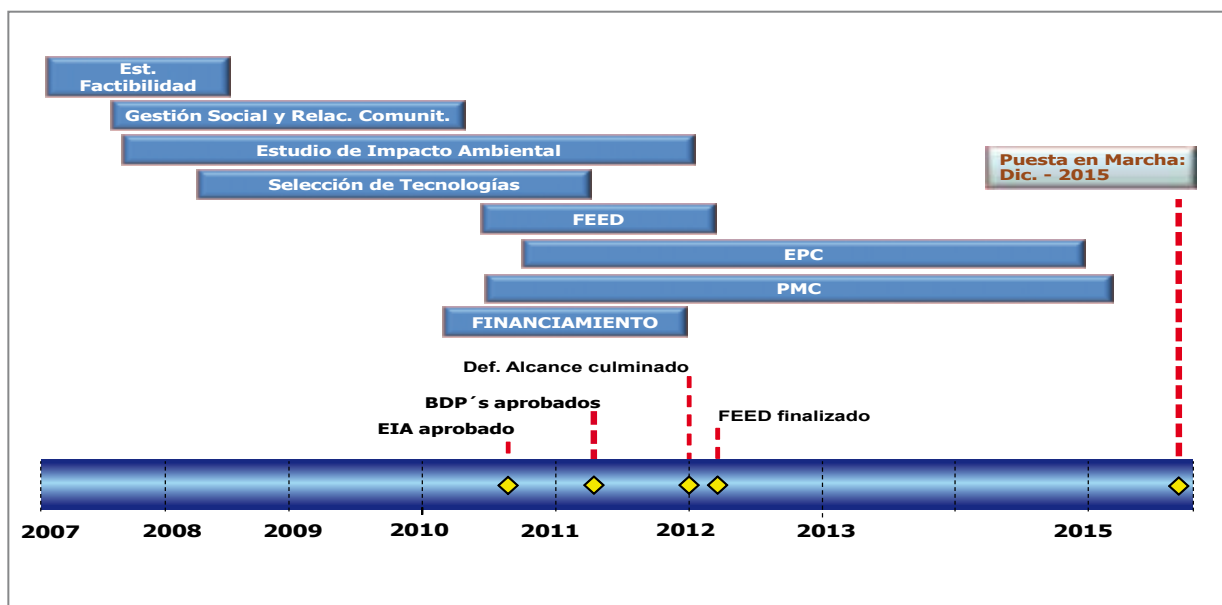 Est.
Factibilidad
Gestión Social y Relac. Comunit.
Estudio de Impacto Ambiental
Selección de Tecnologías
Puesta en Marcha:
Dic. - 2015
FEED
EPC
PMC
FINANCIAMIENTO
Def. Alcance culminado
BDP´s aprobados
FEED finalizado
EIA aprobado
2007 2008 2009 2010 2011 2012 2013 2015